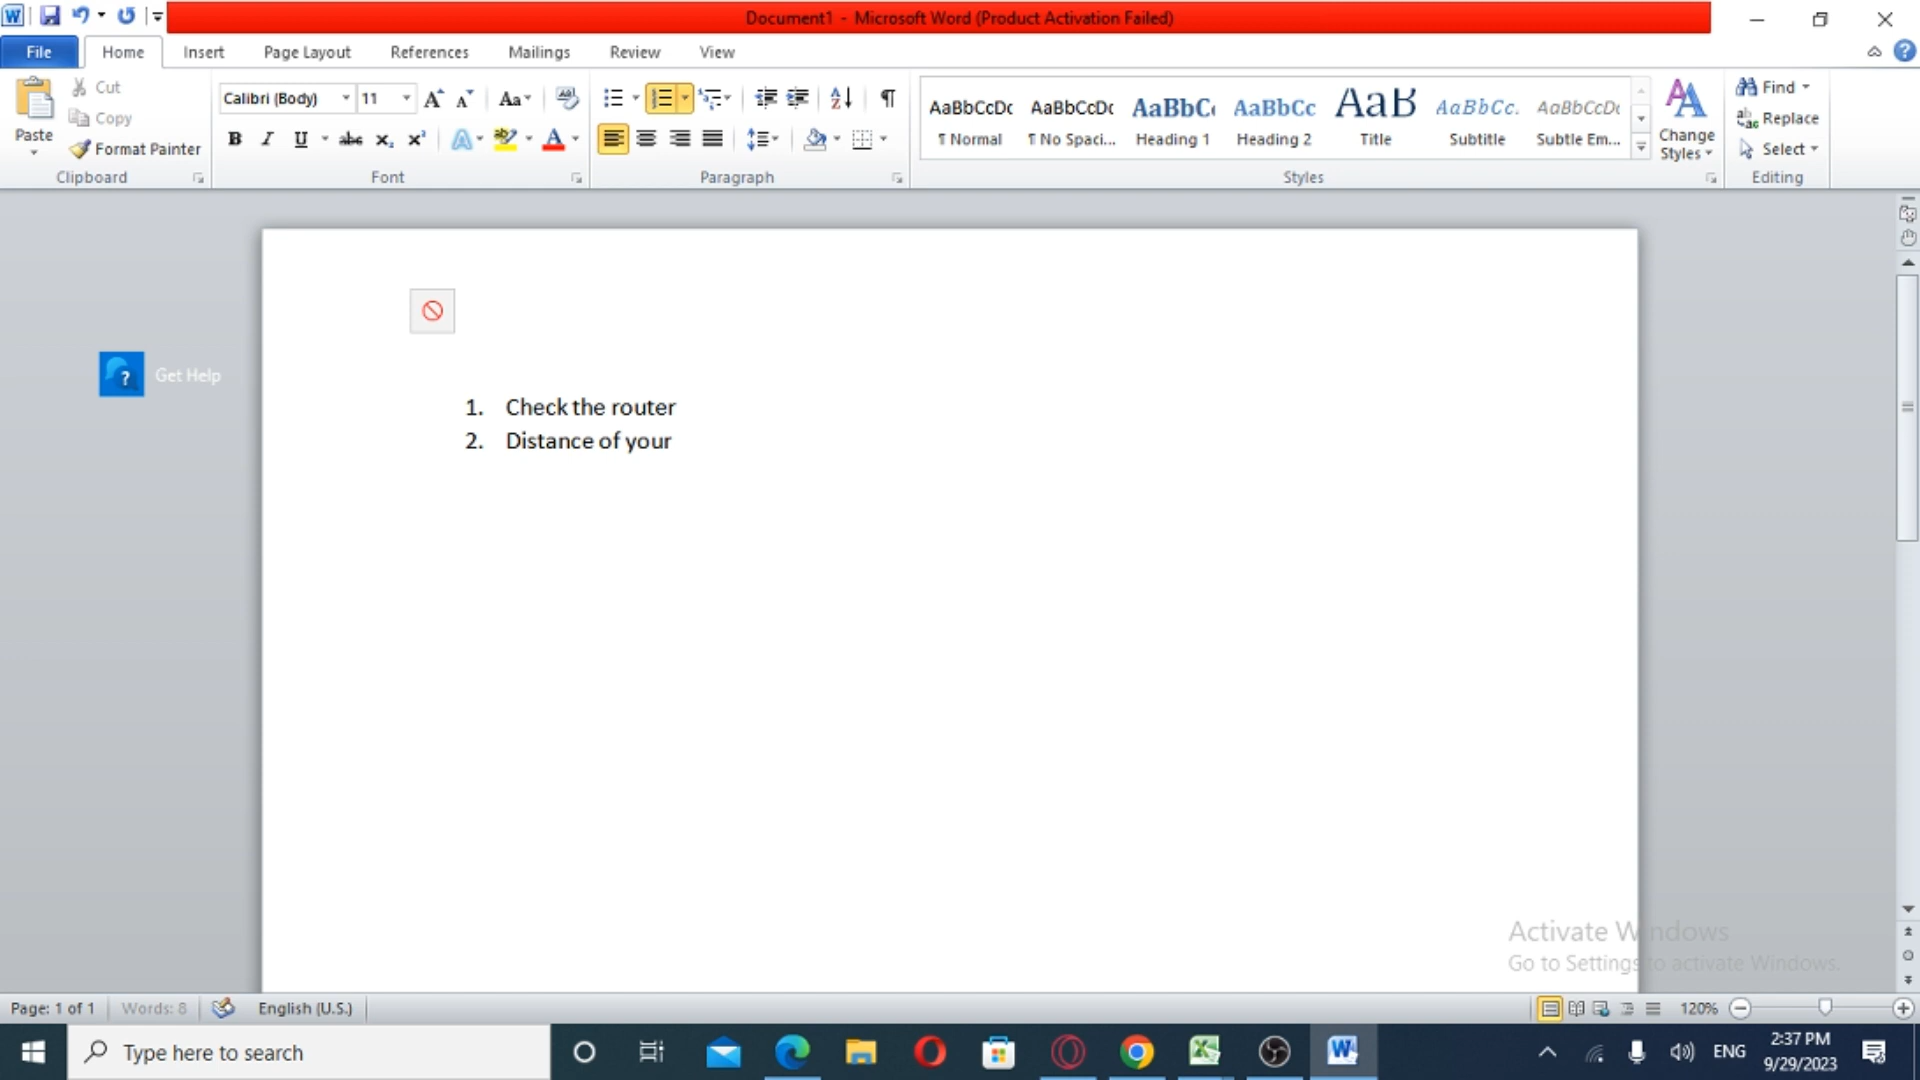 Document1 - Microsoft Word (Product Activation Failed)
File Home Insert Page Layout References Mailings Review View
Paste
Cut
Copy
Format Painter
Clipboard
Calibri (Body) 11
Font
Paragraph
AaBbCcDc AaBbCcDc AaBbC AaBbCc AaB AaBbCc. AaBbCcDc
¶ Normal ¶ No Spaci... Heading 1 Heading 2 Title Subtitle Subtle Em...
Styles
Change
Styles
Find
Replace
Select
Editing
Get Help
1. Check the router
2. Distance of your
Activate Windows
Go to Settings to activate Windows.
Page: 1 of 1 Words: 8 English (U.S.) 120%
Type here to search
ENG
2:37 PM
9/29/2023